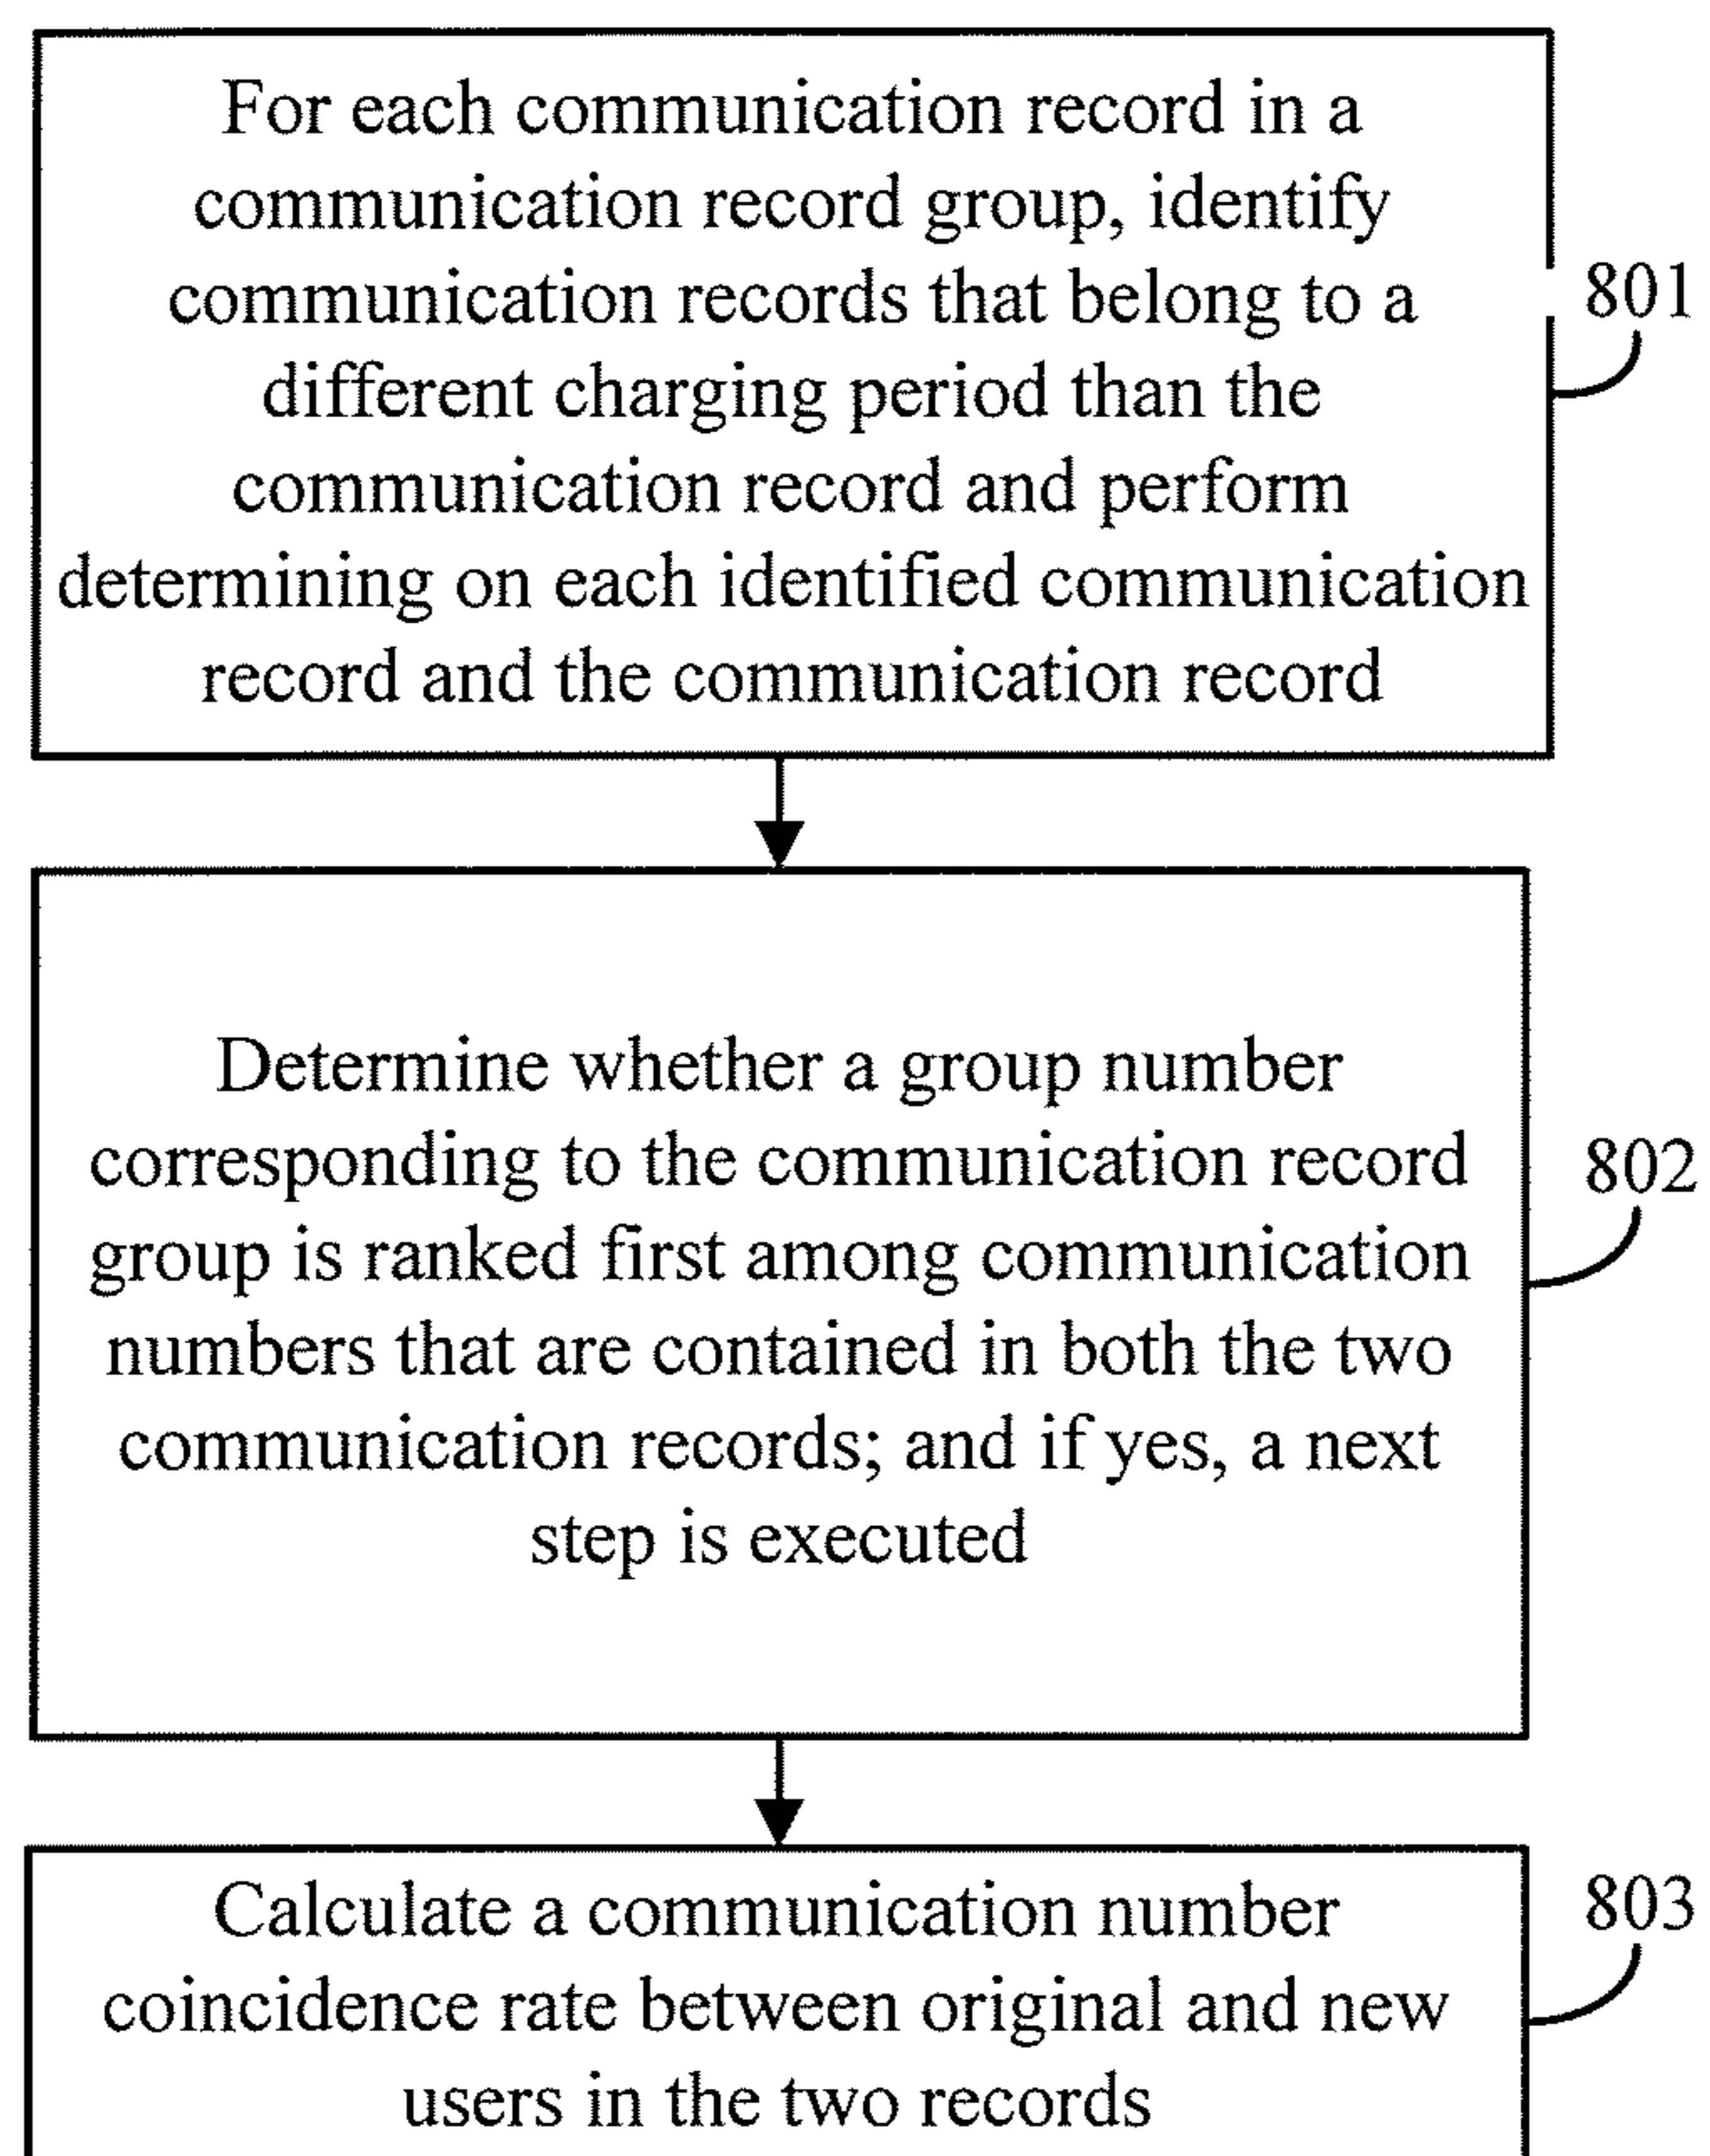 For each communication record in a
communication record group, identify
communication records that belong to a
different charging period than the
communication record and perform
determining on each identified communication
record and the communication record
801
Determine whether a group number
corresponding to the communication record
group is ranked first among communication
numbers that are contained in both the two
communication records; and if yes, a next
step is executed
802
Calculate a communication number
coincidence rate between original and new
users in the two records
803